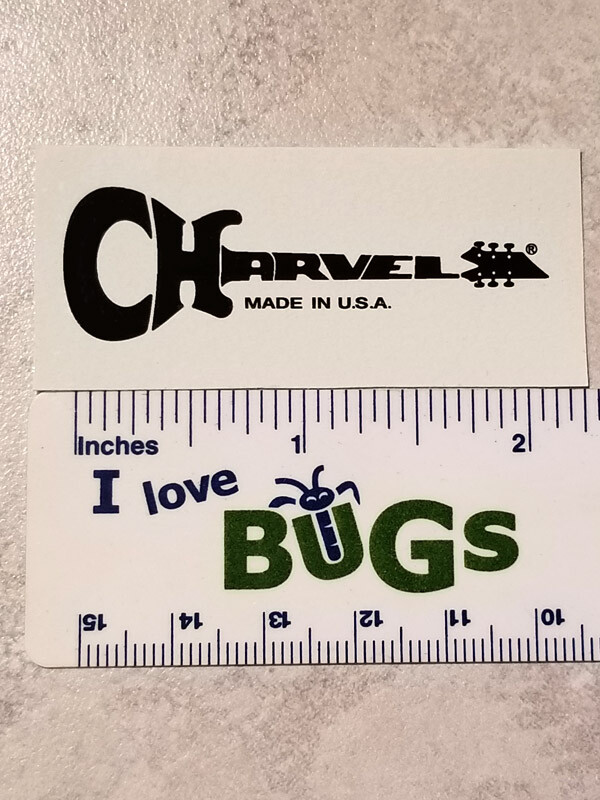 CHARVEL®
MADE IN U.S.A.
Inches 1 2
I love
BUGS
15 14 13 12 11 10